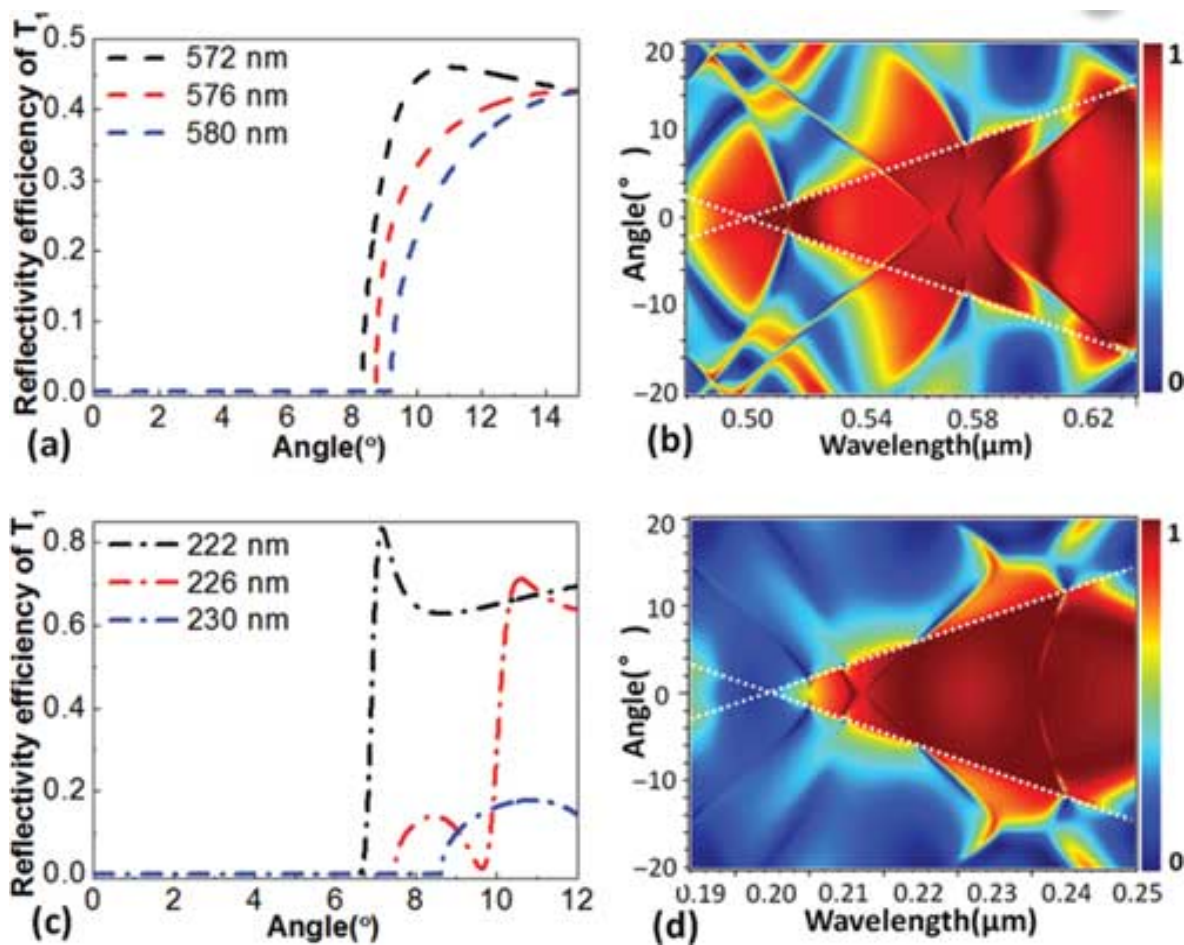 Reflectivity efficency of T1
0.5
0.4
0.3
0.2
0.1
0.0
572 nm
576 nm
580 nm
0 2 4 6 8 10 12 14
Angle(°)
(a)
Angle(° )
20
10
0
−10
−20
0.50 0.54 0.58 0.62
Wavelength(µm)
1
0
(b)
Reflectivity efficiency of T1
0.8
0.6
0.4
0.2
0.0
222 nm
226 nm
230 nm
0 2 4 6 8 10 12
Angle(°)
(c)
Angle(° )
20
10
0
−10
−20
0.19 0.20 0.21 0.22 0.23 0.24 0.25
Wavelength(µm)
1
0
(d)